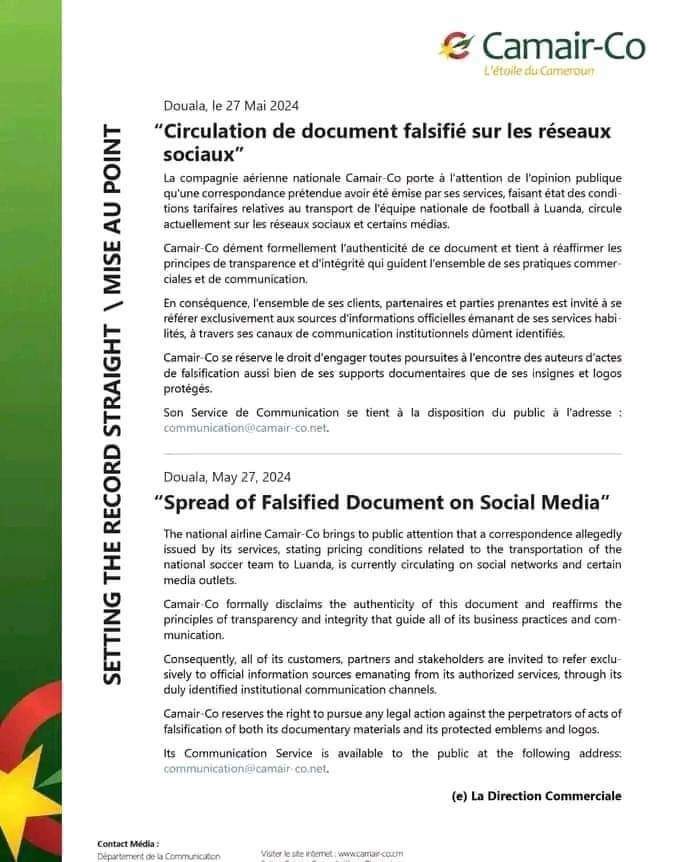 Camair-Co
L'étoile du Cameroun
SETTING THE RECORD STRAIGHT \ MISE AU POINT
Douala, le 27 Mai 2024
“Circulation de document falsifié sur les réseaux
sociaux”
La compagnie aérienne nationale Camair-Co porte à l'attention de l'opinion publique
qu'une correspondance prétendue avoir été émise par ses services, faisant état des condi-
tions tarifaires relatives au transport de l'équipe nationale de football à Luanda, circule
actuellement sur les réseaux sociaux et certains médias.
Camair-Co dément formellement l'authenticité de ce document et tient à réaffirmer les
principes de transparence et d'intégrité qui guident l'ensemble de ses pratiques commer-
ciales et de communication.
En conséquence, l'ensemble de ses clients, partenaires et parties prenantes est invité à se
référer exclusivement aux sources d'informations officielles émanant de ses services habi-
lités, à travers ses canaux de communication institutionnels dûment identifiés.
Camair-Co se réserve le droit d'engager toutes poursuites à l'encontre des auteurs d'actes
de falsification aussi bien de ses supports documentaires que de ses insignes et logos
protégés.
Son Service de Communication se tient à la disposition du public à l'adresse :
communication@camair-co.net.
Douala, May 27, 2024
“Spread of Falsified Document on Social Media”
The national airline Camair-Co brings to public attention that a correspondence allegedly
issued by its services, stating pricing conditions related to the transportation of the
national soccer team to Luanda, is currently circulating on social networks and certain
media outlets.
Camair-Co formally disclaims the authenticity of this document and reaffirms the
principles of transparency and integrity that guide all of its business practices and com-
munication.
Consequently, all of its customers, partners and stakeholders are invited to refer exclu-
sively to official information sources emanating from its authorized services, through its
duly identified institutional communication channels.
Camair-Co reserves the right to pursue any legal action against the perpetrators of acts of
falsification of both its documentary materials and its protected emblems and logos.
Its Communication Service is available to the public at the following address:
communication@camair-co.net.
(e) La Direction Commerciale
Contact Média :
Département de la Communication
Visiter le site internet : www.camair-co.cm